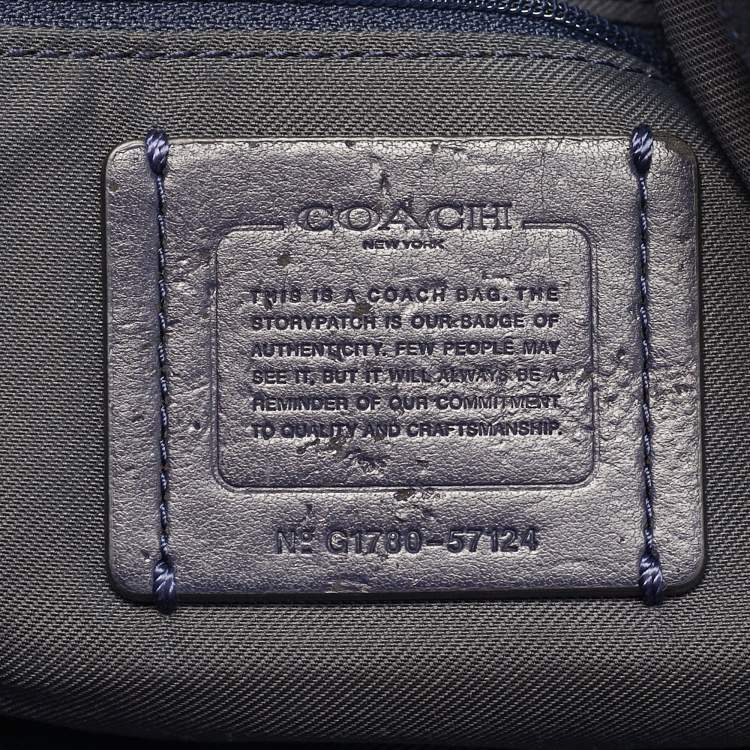 COACH
NEW YORK
THIS IS A COACH BAG. THE
STORYPATCH IS OUR BADGE OF
AUTHENTICITY. FEW PEOPLE MAY
SEE IT, BUT IT WILL ALWAYS BE A
REMINDER OF OUR COMMITMENT
TO QUALITY AND CRAFTSMANSHIP.
Nº G1780-57124